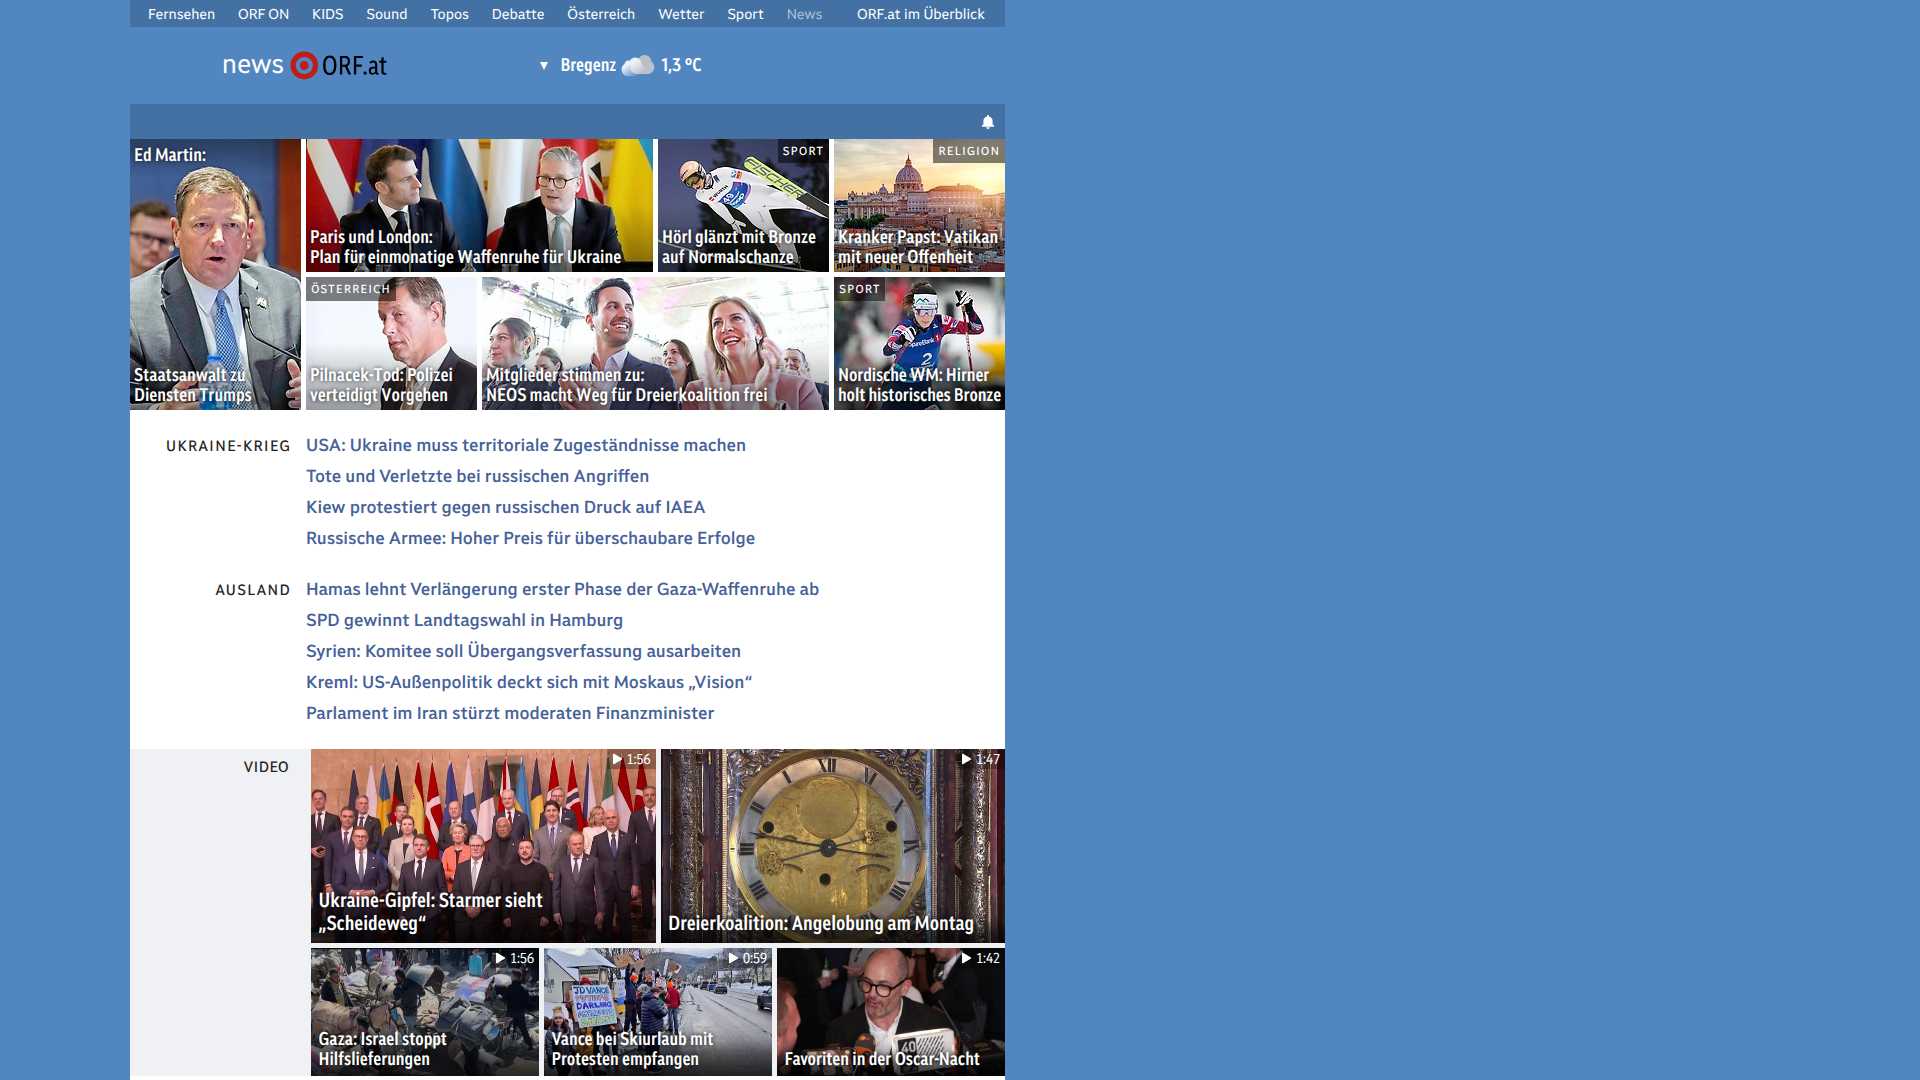 Fernsehen ORF ON KIDS Sound Topos Debatte Österreich Wetter Sport News ORF.at im Überblick
news ORF.at
Bregenz 1,3 °C
Ed Martin:
Staatsanwalt zu
Diensten Trumps
Paris und London:
Plan für einmonatige Waffenruhe für Ukraine
SPORT
FISCHER
Hörl glänzt mit Bronze
auf Normalschanze
RELIGION
Kranker Papst: Vatikan
mit neuer Offenheit
ÖSTERREICH
Pilnacek-Tod: Polizei
verteidigt Vorgehen
Mitglieder stimmen zu:
NEOS macht Weg für Dreierkoalition frei
SPORT
SpareBank 1
2
Nordische WM: Hirner
holt historisches Bronze
UKRAINE-KRIEG
USA: Ukraine muss territoriale Zugeständnisse machen
Tote und Verletzte bei russischen Angriffen
Kiew protestiert gegen russischen Druck auf IAEA
Russische Armee: Hoher Preis für überschaubare Erfolge
AUSLAND
Hamas lehnt Verlängerung erster Phase der Gaza-Waffenruhe ab
SPD gewinnt Landtagswahl in Hamburg
Syrien: Komitee soll Übergangsverfassung ausarbeiten
Kreml: US-Außenpolitik deckt sich mit Moskaus „Vision“
Parlament im Iran stürzt moderaten Finanzminister
VIDEO
1:56
Ukraine-Gipfel: Starmer sieht
„Scheideweg“
1:47
Dreierkoalition: Angelobung am Montag
1:56
Gaza: Israel stoppt
Hilfslieferungen
0:59
JD VANCE
DARLING
Vance bei Skiurlaub mit
Protesten empfangen
1:42
40
Favoriten in der Oscar-Nacht